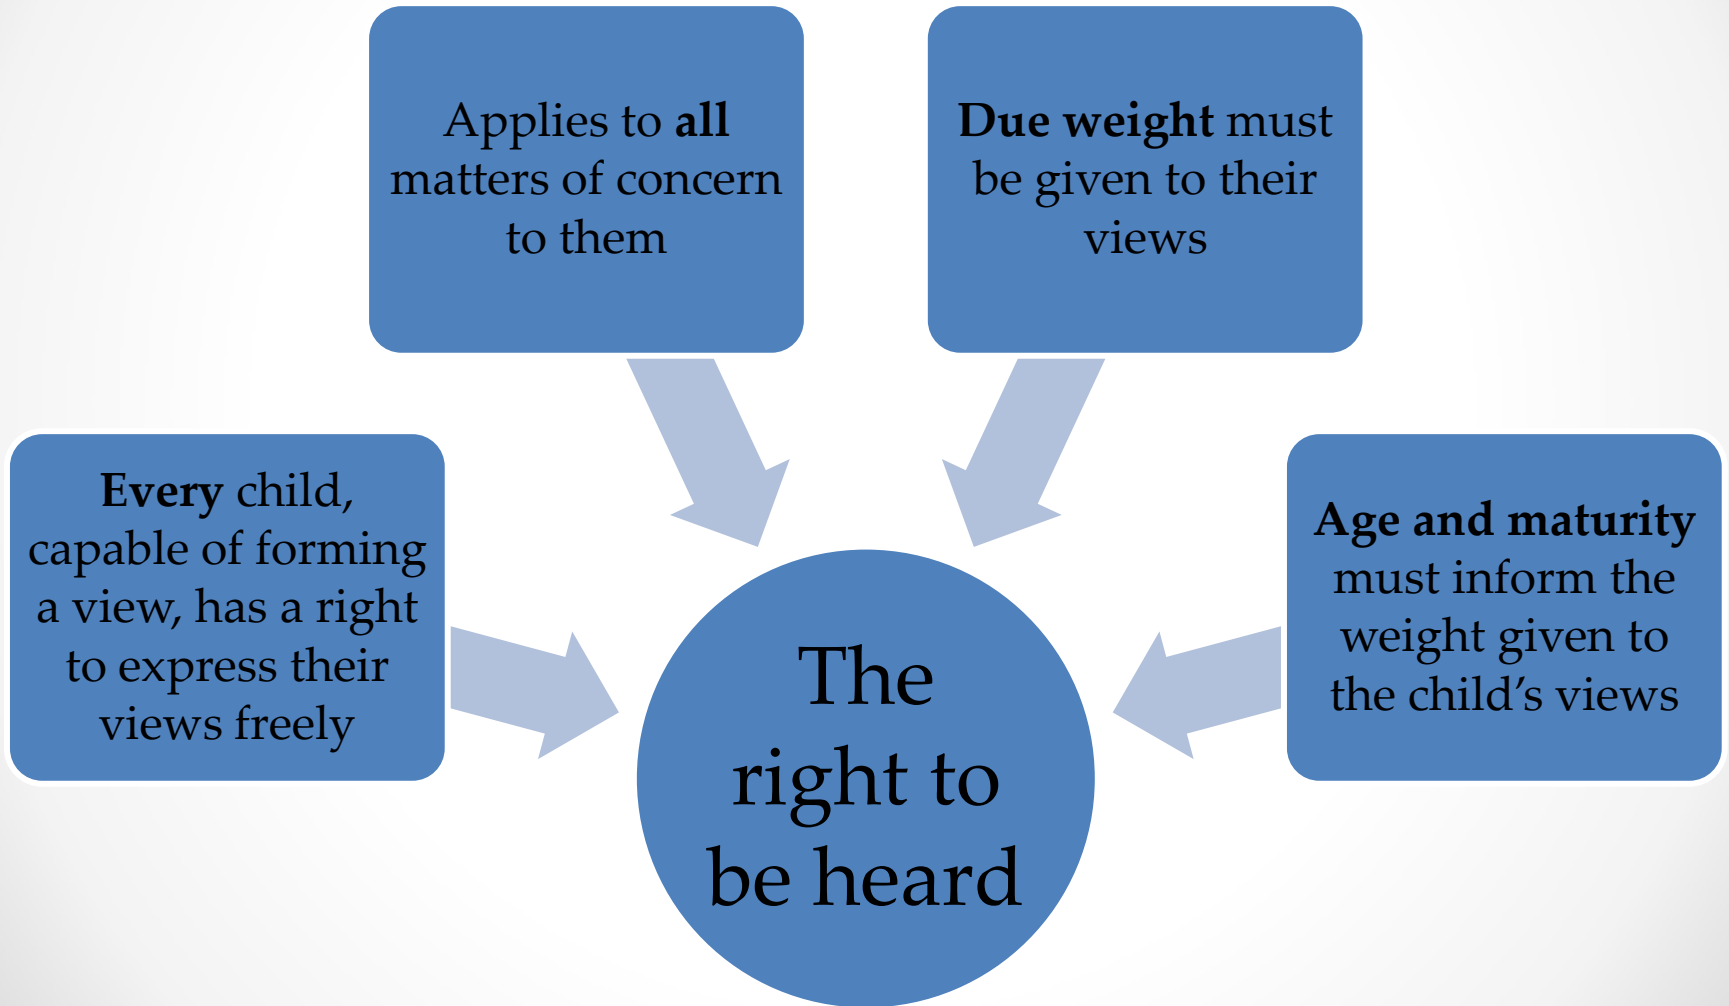 Every child,
capable of forming
a view, has a right
to express their
views freely
Applies to all
matters of concern
to them
Due weight must
be given to their
views
Age and maturity
must inform the
weight given to
the child’s views
The
right to
be heard